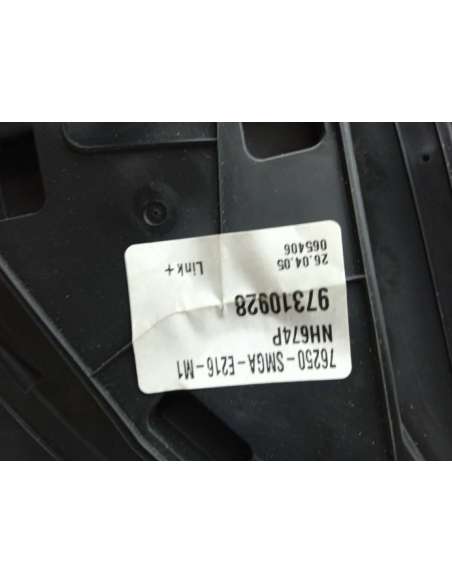 76250-SMGA-E216-M1
NH674P
97310928
Link+
26.04.05
065406